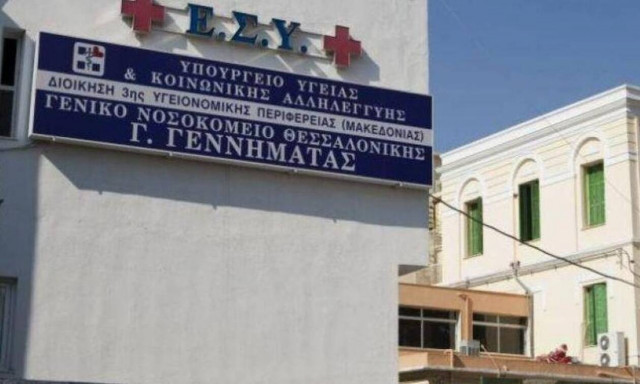 Ε.Σ.Υ.
ΥΠΟΥΡΓΕΙΟ ΥΓΕΙΑΣ
& ΚΟΙΝΩΝΙΚΗΣ ΑΛΛΗΛΕΓΓΥΗΣ
ΔΙΟΙΚΗΣΗ 3ης ΥΓΕΙΟΝΟΜΙΚΗΣ ΠΕΡΙΦΕΡΕΙΑΣ (ΜΑΚΕΔΟΝΙΑΣ)
ΓΕΝΙΚΟ ΝΟΣΟΚΟΜΕΙΟ ΘΕΣΣΑΛΟΝΙΚΗΣ
Γ. ΓΕΝΝΗΜΑΤΑΣ